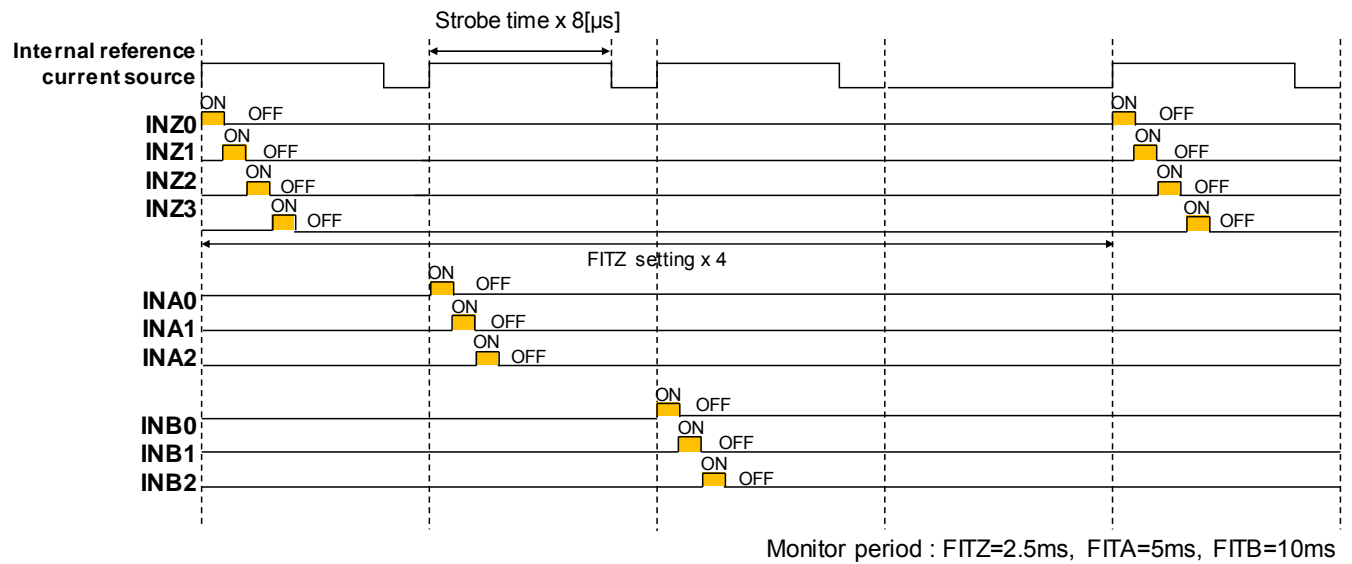 Strobe time x 8[μs]
Internal reference
current source
ON
OFF
ON
OFF
INZ0
ON
OFF
ON
OFF
INZ1
ON
OFF
ON
OFF
INZ2
ON
OFF
ON
OFF
INZ3
FITZ setting x 4
ON
OFF
INA0
ON
OFF
INA1
ON
OFF
INA2
ON
OFF
INB0
ON
OFF
INB1
ON
OFF
INB2
Monitor period : FITZ=2.5ms, FITA=5ms, FITB=10ms